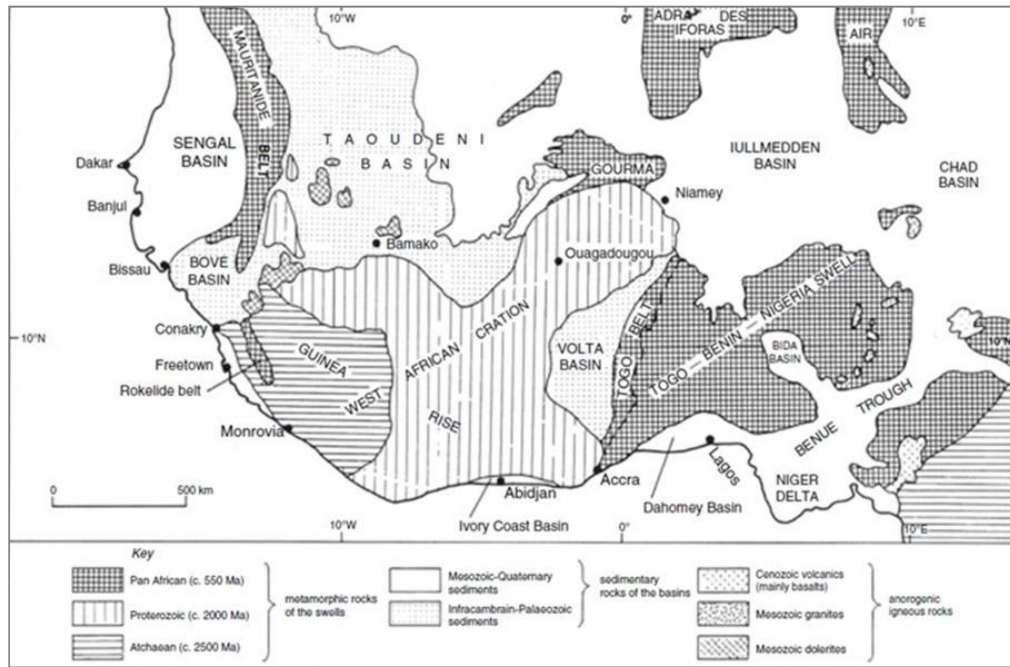 10°W
0°
10°E
ADRA DES
IFORAS
AIR
MAURITANIDE
BELT
TAOUDENI
BASIN
SENGAL
BASIN
Dakar
IULLMEDDEN
BASIN
CHAD
BASIN
GOURMA
Niamey
Banjul
Bamako
Ouagadougou
Bissau
BOVE
BASIN
TOGO — BENIN — NIGERIA SWELL
Conakry
10°N
10°N
GUINEA
RISE
WEST AFRICAN CRATION
VOLTA
BASIN
TOGO BELT
BIDA
BASIN
Freetown
Rokelide belt
BENUE TROUGH
Monrovia
Accra
Lagos
NIGER
DELTA
0
500 km
Abidjan
Ivory Coast Basin
Dahomey Basin
10°W
0°
10°E
Key
Pan African (c. 550 Ma)
Proterozoic (c. 2000 Ma)
Atchaean (c. 2500 Ma)
metamorphic rocks
of the swells
Mesozoic-Quaternary
sediments
Infracambrain-Palaeozoic
sediments
sedimentary
rocks of the basins
Cenozoic volcanics
(mainly basalts)
Mesozoic granites
Mesozoic dolerites
anorogenic
igneous rocks